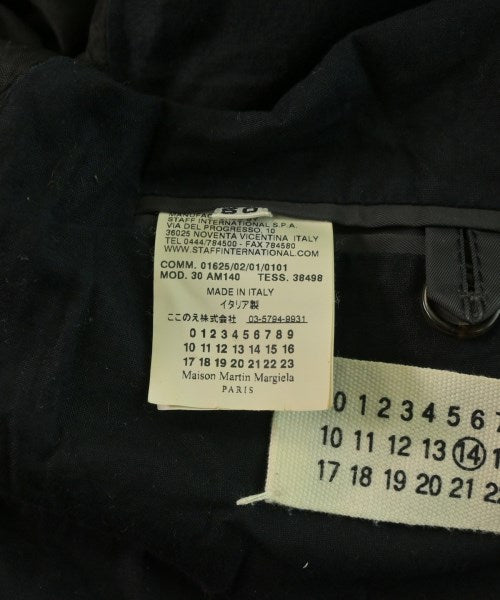 STAFF INTERNATIONAL S.P.A.
VIA DEL PROGRESSO, 10
36025 NOVENTA VICENTINA ITALY
TEL 0444/784500 - FAX 784580
WWW.STAFFINTERNATIONAL.COM
COMM. 01625/02/01/0101
MOD. 30 AM140 TESS. 38498
MADE IN ITALY
イタリア製
ここのえ株式会社 03-5794-9931
0 1 2 3 4 5 6 7 8 9
10 11 12 13 14 15 16
17 18 19 20 21 22 23
Maison Martin Margiela
PARIS
0 1 2 3 4 5 6 7
10 11 12 13 14 1
17 18 19 20 21 22